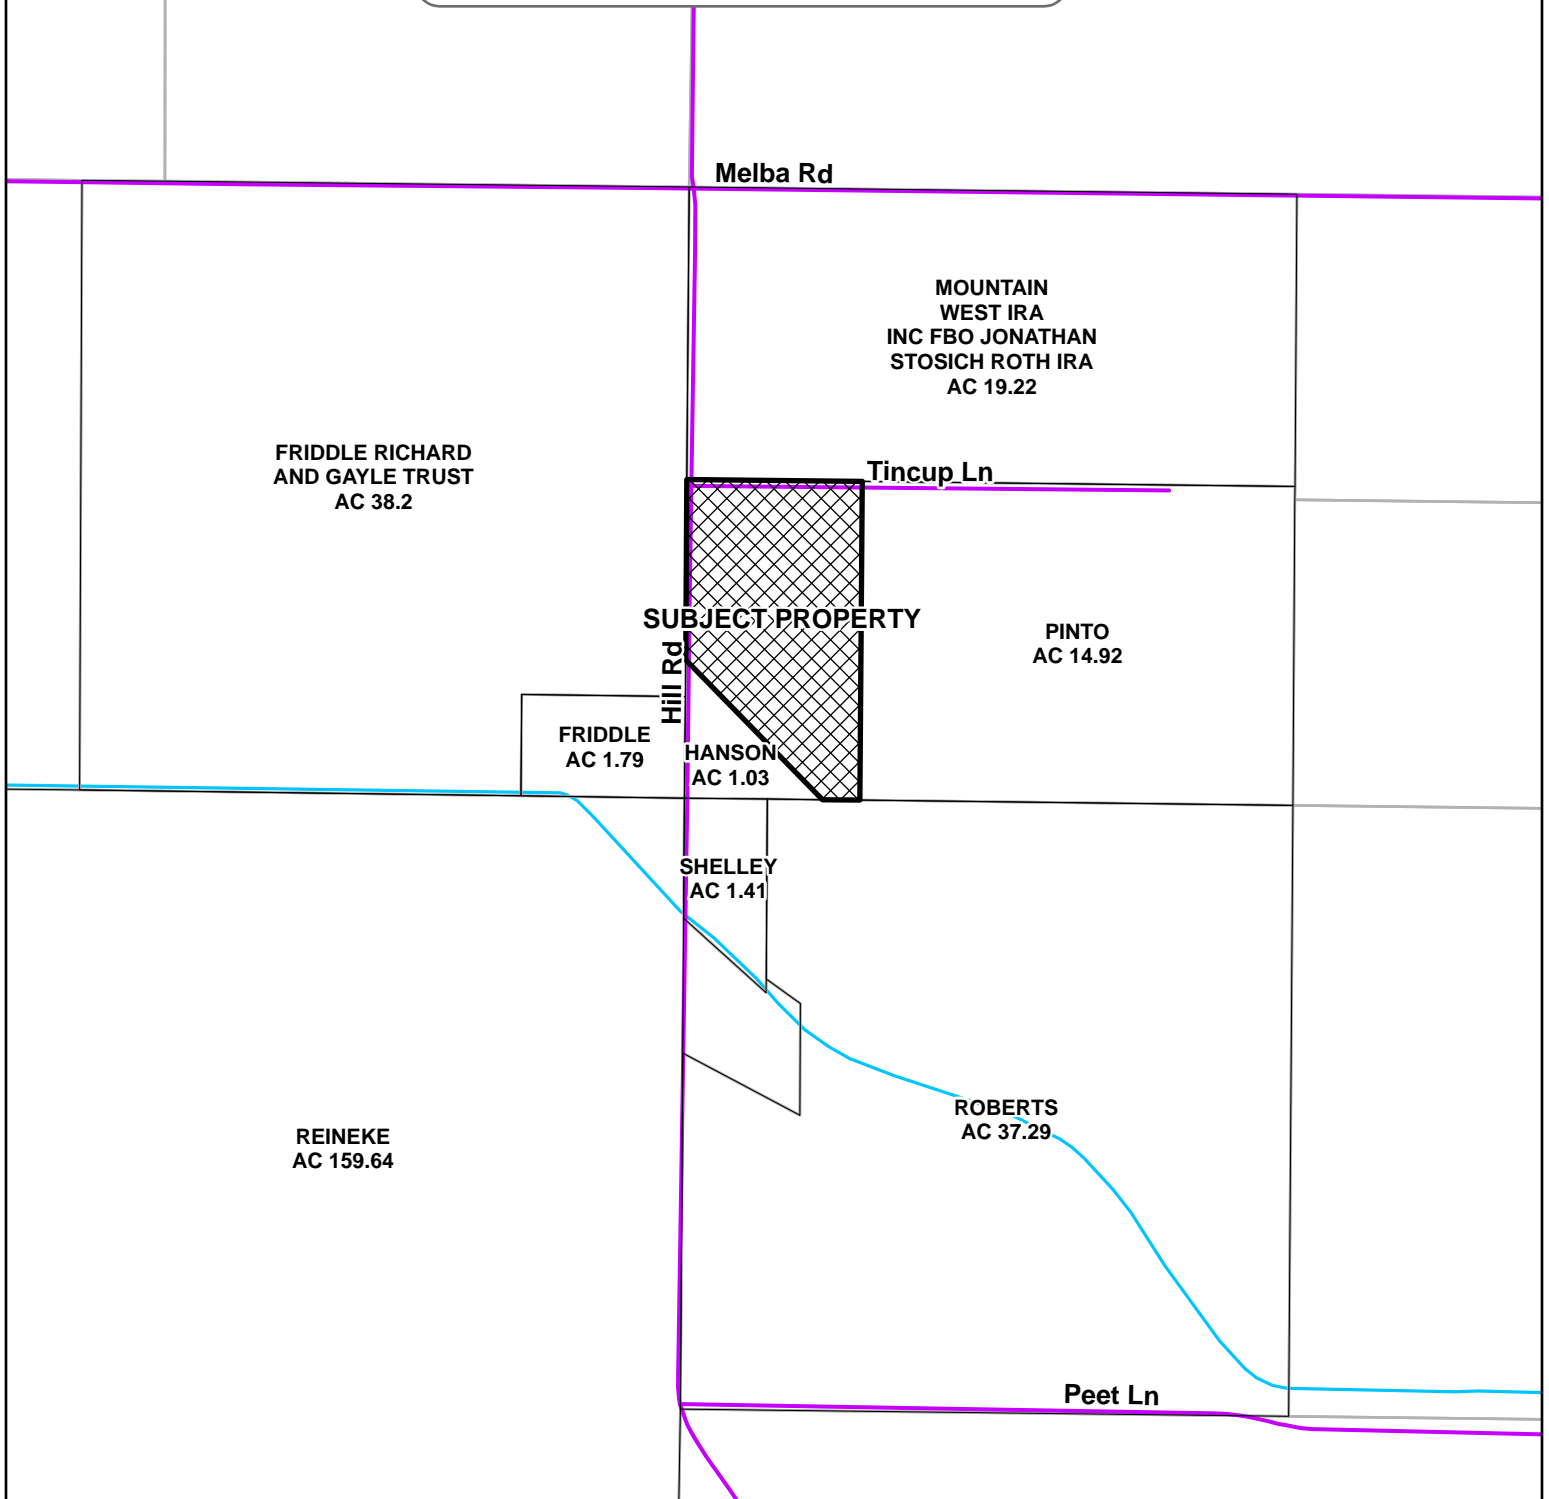 Melba Rd
MOUNTAIN
WEST IRA
INC FBO JONATHAN
STOSICH ROTH IRA
AC 19.22
FRIDDLE RICHARD
AND GAYLE TRUST
AC 38.2
Tincup Ln
SUBJECT PROPERTY
PINTO
AC 14.92
Hill Rd
FRIDDLE
AC 1.79
HANSON
AC 1.03
SHELLEY
AC 1.41
ROBERTS
AC 37.29
REINEKE
AC 159.64
Peet Ln